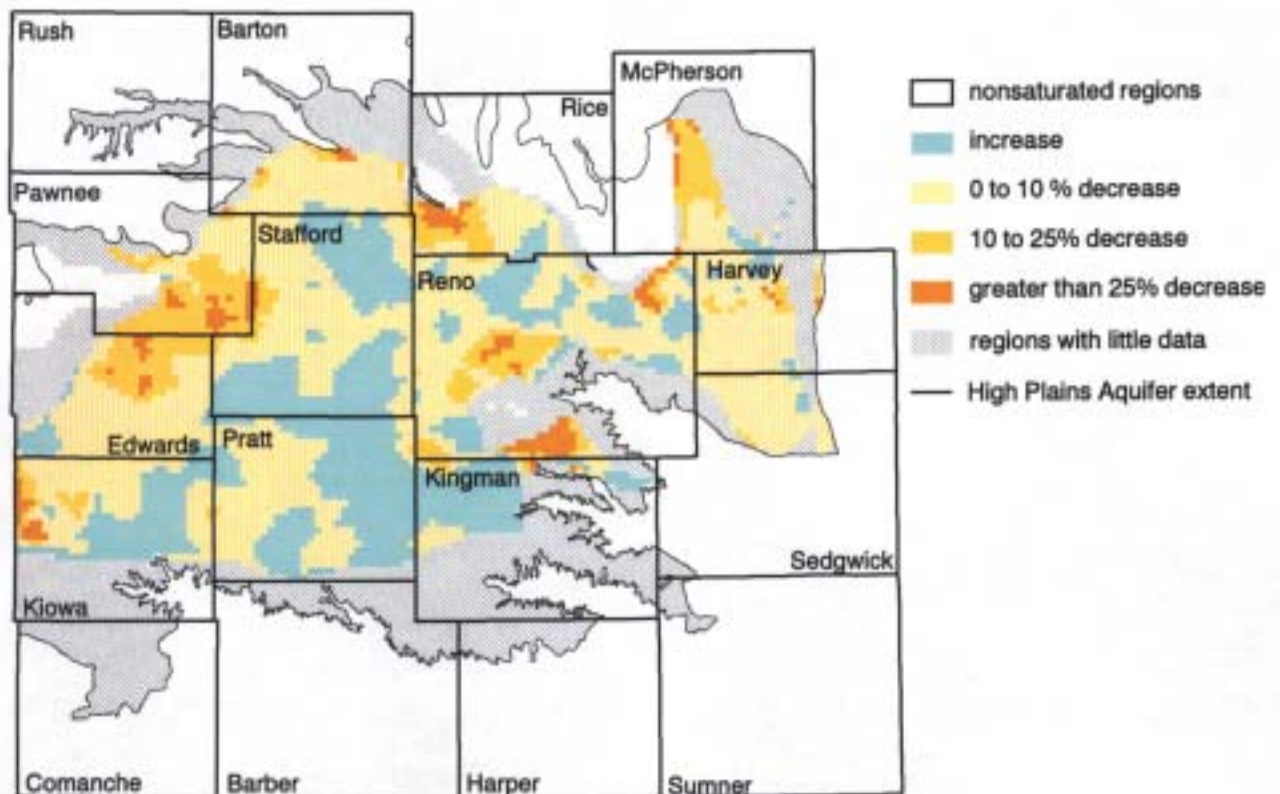 Rush
Barton
McPherson
Rice
Pawnee
Stafford
Reno
Harvey
Edwards
Pratt
Kingman
Sedgwick
Kiowa
Comanche
Barber
Harper
Sumner
nonsaturated regions
increase
0 to 10 % decrease
10 to 25% decrease
greater than 25% decrease
regions with little data
High Plains Aquifer extent